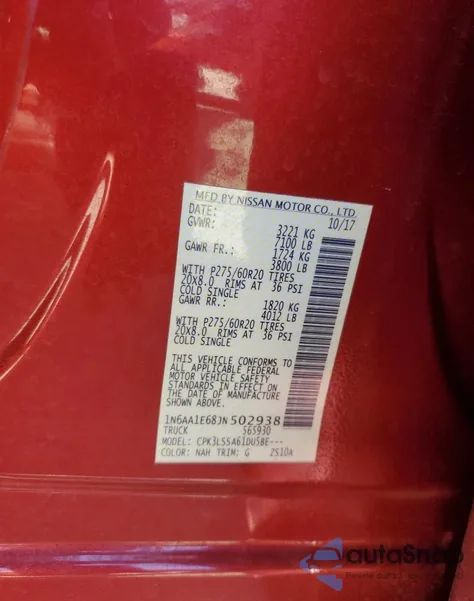 MFD BY NISSAN MOTOR CO., LTD.
DATE: 10/17
GVWR: 3221 KG
7100 LB
GAWR FR.: 1724 KG
3800 LB
WITH P275/60R20 TIRES
20x8.0 RIMS AT 36 PSI
COLD SINGLE
GAWR RR.: 1820 KG
4012 LB
WITH P275/60R20 TIRES
20x8.0 RIMS AT 36 PSI
COLD SINGLE
THIS VEHICLE CONFORMS TO
ALL APPLICABLE FEDERAL
MOTOR VEHICLE SAFETY
STANDARDS IN EFFECT ON
THE DATE OF MANUFACTURE
SHOWN ABOVE.
1N6AA1E68JN502938
TRUCK 565930
MODEL: CPK3LSSA61DUSBE---
COLOR: NAH TRIM: G 2S10A
autaSnap